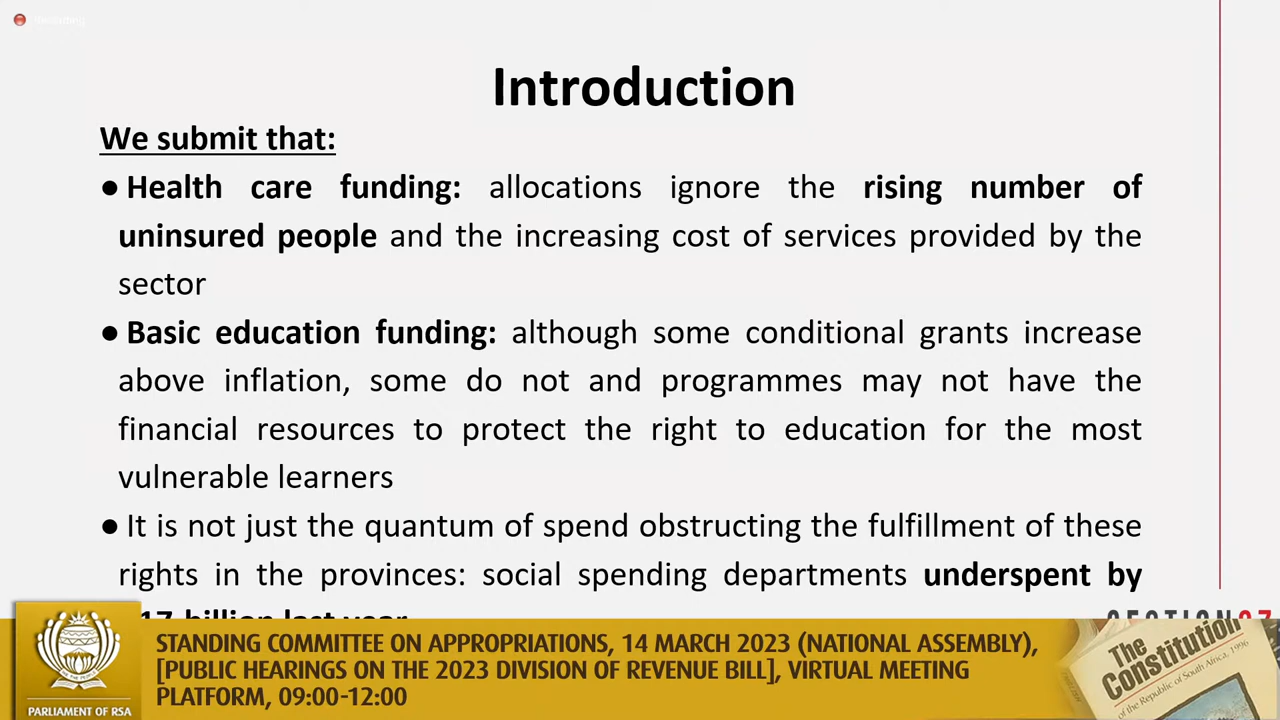 Introduction
We submit that:
● Health care funding: allocations ignore the rising number of
uninsured people and the increasing cost of services provided by the
sector
● Basic education funding: although some conditional grants increase
above inflation, some do not and programmes may not have the
financial resources to protect the right to education for the most
vulnerable learners
● It is not just the quantum of spend obstructing the fulfillment of these
rights in the provinces: social spending departments underspent by
17 billion last year
SECTION27
STANDING COMMITTEE ON APPROPRIATIONS, 14 MARCH 2023 (NATIONAL ASSEMBLY),
[PUBLIC HEARINGS ON THE 2023 DIVISION OF REVENUE BILL], VIRTUAL MEETING
PLATFORM, 09:00-12:00
PARLIAMENT OF RSA
The
Constitution
of the Republic of South Africa, 1996